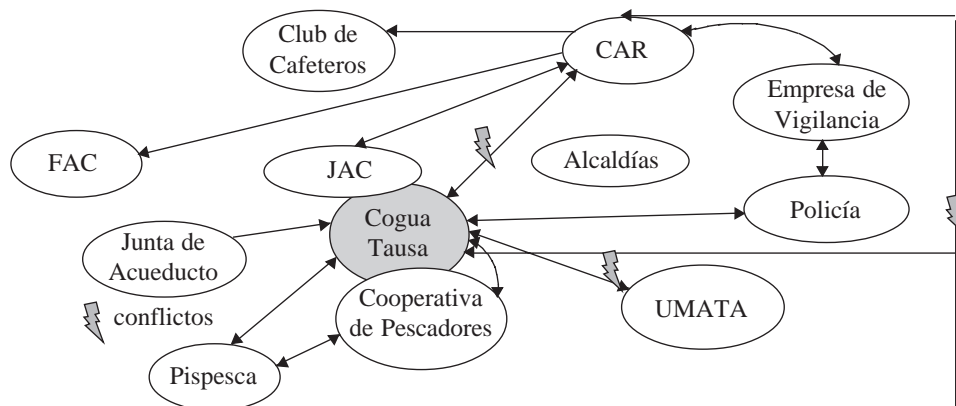 Club de
Cafeteros
CAR
Empresa de
Vigilancia
FAC
JAC
Alcaldías
Cogua
Tausa
Policía
Junta de
Acueducto
Cooperativa
de Pescadores
UMATA
conflictos
Pispesca